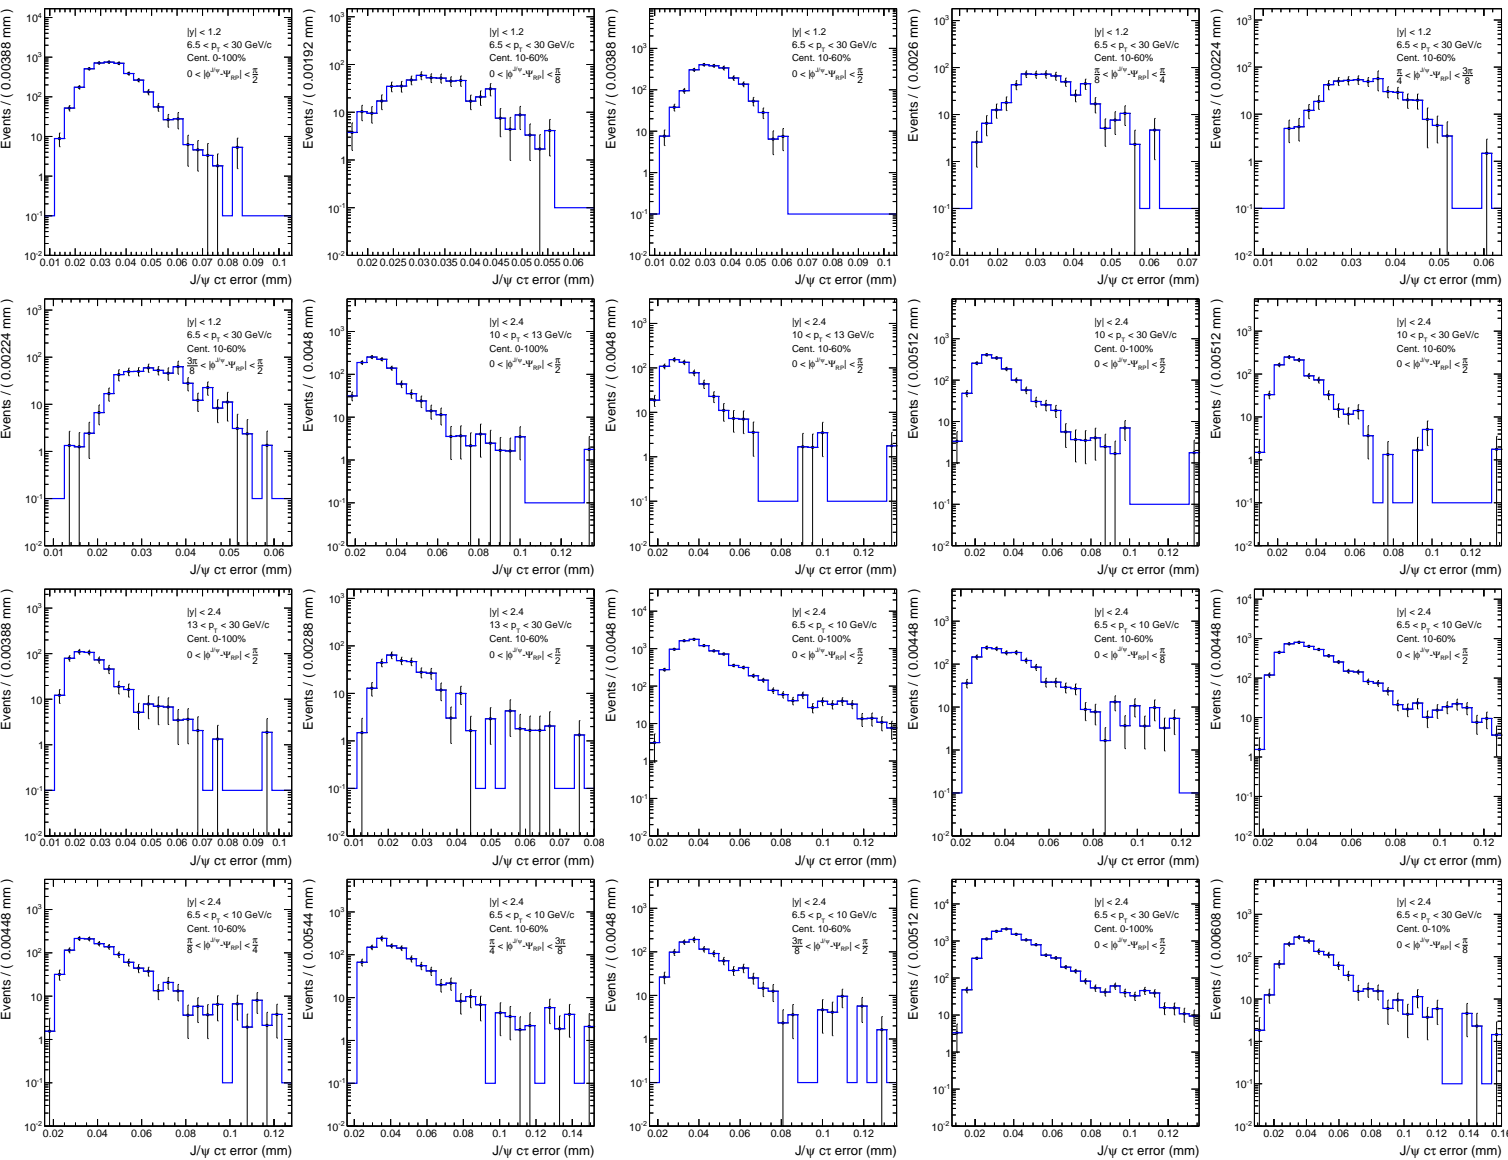 Events / ( 0.00388 mm )
|y| < 1.2
6.5 < p_T < 30 GeV/c
Cent. 0-100%
0 < |ϕ^J/ψ-Ψ_RP| < π/2
J/ψ cτ error (mm)
Events / ( 0.00192 mm )
|y| < 1.2
6.5 < p_T < 30 GeV/c
Cent. 10-60%
0 < |ϕ^J/ψ-Ψ_RP| < π/8
J/ψ cτ error (mm)
Events / ( 0.00388 mm )
|y| < 1.2
6.5 < p_T < 30 GeV/c
Cent. 10-60%
0 < |ϕ^J/ψ-Ψ_RP| < π/2
J/ψ cτ error (mm)
Events / ( 0.0026 mm )
|y| < 1.2
6.5 < p_T < 30 GeV/c
Cent. 10-60%
π/8 < |ϕ^J/ψ-Ψ_RP| < π/4
J/ψ cτ error (mm)
Events / ( 0.00224 mm )
|y| < 1.2
6.5 < p_T < 30 GeV/c
Cent. 10-60%
π/4 < |ϕ^J/ψ-Ψ_RP| < 3π/8
J/ψ cτ error (mm)
Events / ( 0.00224 mm )
|y| < 1.2
6.5 < p_T < 30 GeV/c
Cent. 10-60%
3π/8 < |ϕ^J/ψ-Ψ_RP| < π/2
J/ψ cτ error (mm)
Events / ( 0.0048 mm )
|y| < 2.4
10 < p_T < 13 GeV/c
Cent. 0-100%
0 < |ϕ^J/ψ-Ψ_RP| < π/2
J/ψ cτ error (mm)
Events / ( 0.0048 mm )
|y| < 2.4
10 < p_T < 13 GeV/c
Cent. 10-60%
0 < |ϕ^J/ψ-Ψ_RP| < π/2
J/ψ cτ error (mm)
Events / ( 0.00512 mm )
|y| < 2.4
10 < p_T < 30 GeV/c
Cent. 0-100%
0 < |ϕ^J/ψ-Ψ_RP| < π/2
J/ψ cτ error (mm)
Events / ( 0.00512 mm )
|y| < 2.4
10 < p_T < 30 GeV/c
Cent. 10-60%
0 < |ϕ^J/ψ-Ψ_RP| < π/2
J/ψ cτ error (mm)
Events / ( 0.00388 mm )
|y| < 2.4
13 < p_T < 30 GeV/c
Cent. 0-100%
0 < |ϕ^J/ψ-Ψ_RP| < π/2
J/ψ cτ error (mm)
Events / ( 0.00288 mm )
|y| < 2.4
13 < p_T < 30 GeV/c
Cent. 10-60%
0 < |ϕ^J/ψ-Ψ_RP| < π/2
J/ψ cτ error (mm)
Events / ( 0.0048 mm )
|y| < 2.4
6.5 < p_T < 10 GeV/c
Cent. 0-100%
0 < |ϕ^J/ψ-Ψ_RP| < π/2
J/ψ cτ error (mm)
Events / ( 0.00448 mm )
|y| < 2.4
6.5 < p_T < 10 GeV/c
Cent. 10-60%
0 < |ϕ^J/ψ-Ψ_RP| < π/8
J/ψ cτ error (mm)
Events / ( 0.00448 mm )
|y| < 2.4
6.5 < p_T < 10 GeV/c
Cent. 10-60%
0 < |ϕ^J/ψ-Ψ_RP| < π/2
J/ψ cτ error (mm)
Events / ( 0.00448 mm )
|y| < 2.4
6.5 < p_T < 10 GeV/c
Cent. 10-60%
π/8 < |ϕ^J/ψ-Ψ_RP| < π/4
J/ψ cτ error (mm)
Events / ( 0.00544 mm )
|y| < 2.4
6.5 < p_T < 10 GeV/c
Cent. 10-60%
π/4 < |ϕ^J/ψ-Ψ_RP| < 3π/8
J/ψ cτ error (mm)
Events / ( 0.0048 mm )
|y| < 2.4
6.5 < p_T < 10 GeV/c
Cent. 10-60%
3π/8 < |ϕ^J/ψ-Ψ_RP| < π/2
J/ψ cτ error (mm)
Events / ( 0.00512 mm )
|y| < 2.4
6.5 < p_T < 30 GeV/c
Cent. 0-100%
0 < |ϕ^J/ψ-Ψ_RP| < π/2
J/ψ cτ error (mm)
Events / ( 0.00608 mm )
|y| < 2.4
6.5 < p_T < 30 GeV/c
Cent. 0-10%
0 < |ϕ^J/ψ-Ψ_RP| < π/8
J/ψ cτ error (mm)